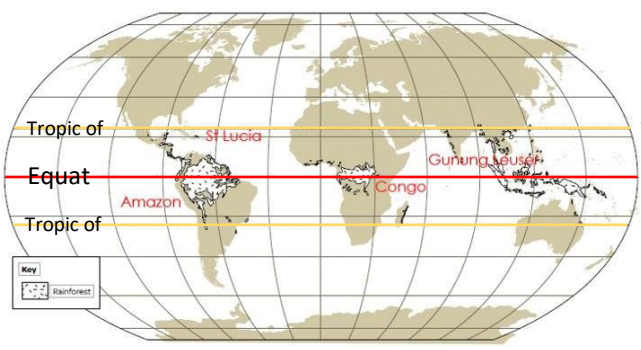 Tropic of
St Lucia
Gunung Leuser
Equat
Congo
Amazon
Tropic of
Key
Rainforest